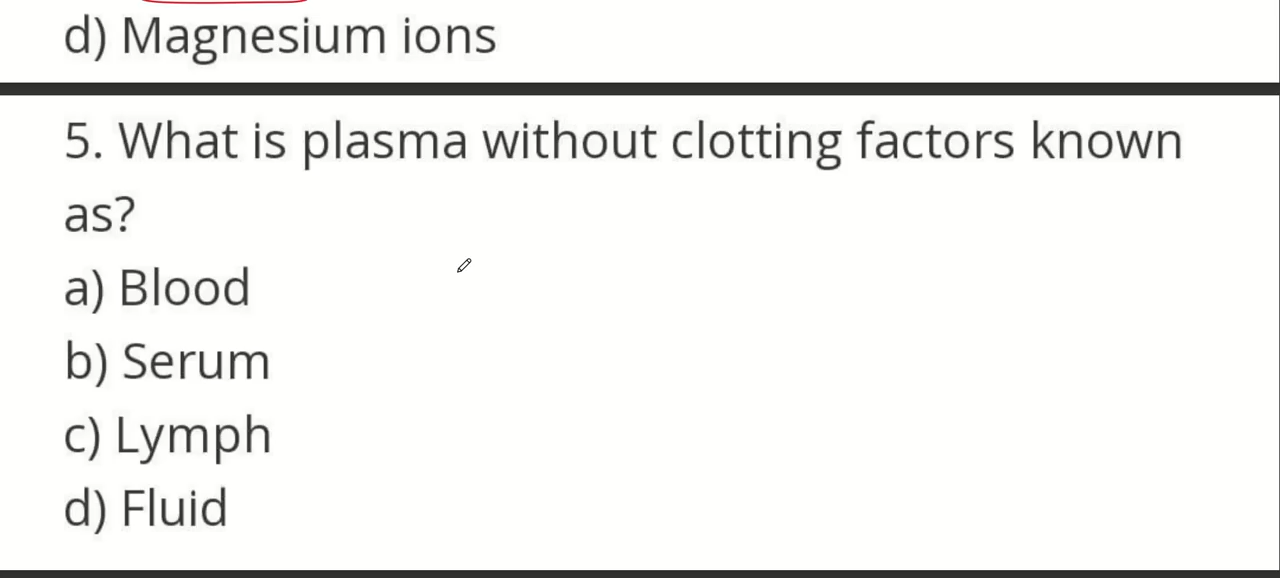 d) Magnesium ions
5. What is plasma without clotting factors known
as?
a) Blood
b) Serum
c) Lymph
d) Fluid